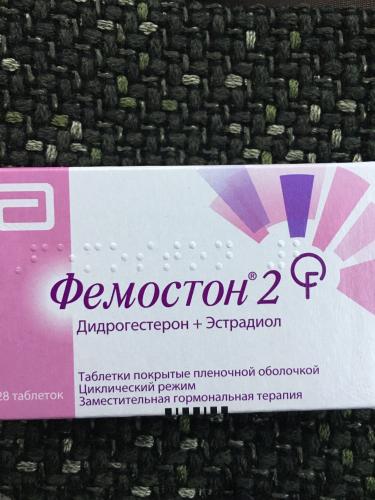 Фемостон® 2
Дидрогестерон + Эстрадиол
Таблетки покрытые пленочной оболочкой
Циклический режим
28 таблеток
Заместительная гормональная терапия